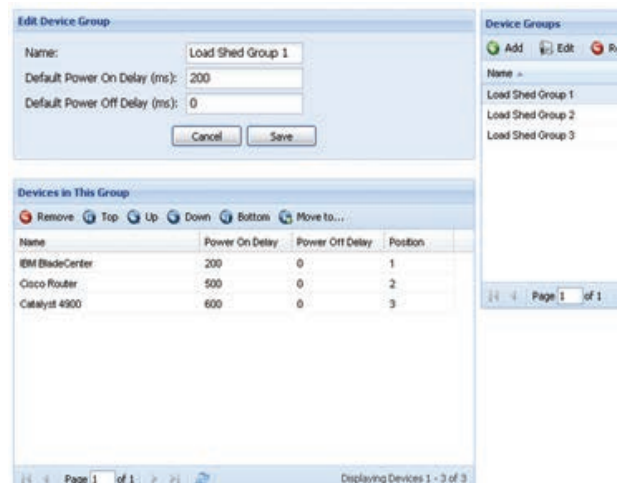 Edit Device Group
Name: Load Shed Group 1
Default Power On Delay (ms): 200
Default Power Off Delay (ms): 0
Cancel Save
Devices in This Group
Remove Top Up Down Bottom Move to...
Name Power On Delay Power Off Delay Position
IBM BladeCenter 200 0 1
Cisco Router 500 0 2
Catalyst 4900 600 0 3
Page 1 of 1 Displaying Devices 1 - 3 of 3
Device Groups
Add Edit
Name
Load Shed Group 1
Load Shed Group 2
Load Shed Group 3
Page 1 of 1